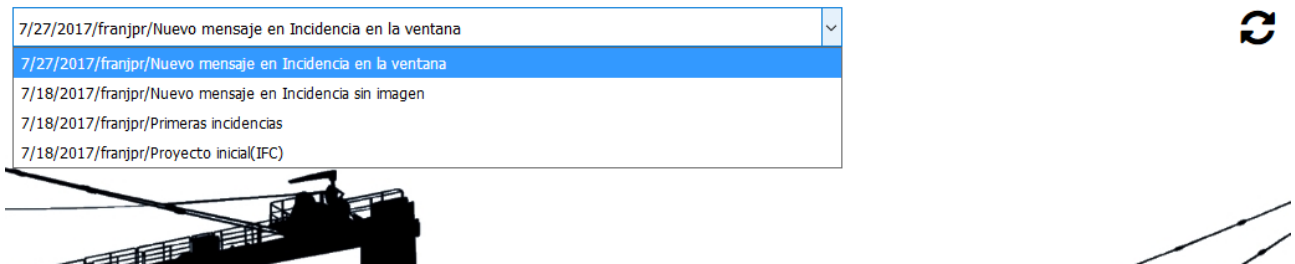 7/27/2017/franjpr/Nuevo mensaje en Incidencia en la ventana
7/27/2017/franjpr/Nuevo mensaje en Incidencia en la ventana
7/18/2017/franjpr/Nuevo mensaje en Incidencia sin imagen
7/18/2017/franjpr/Primeras incidencias
7/18/2017/franjpr/Proyecto inicial(IFC)